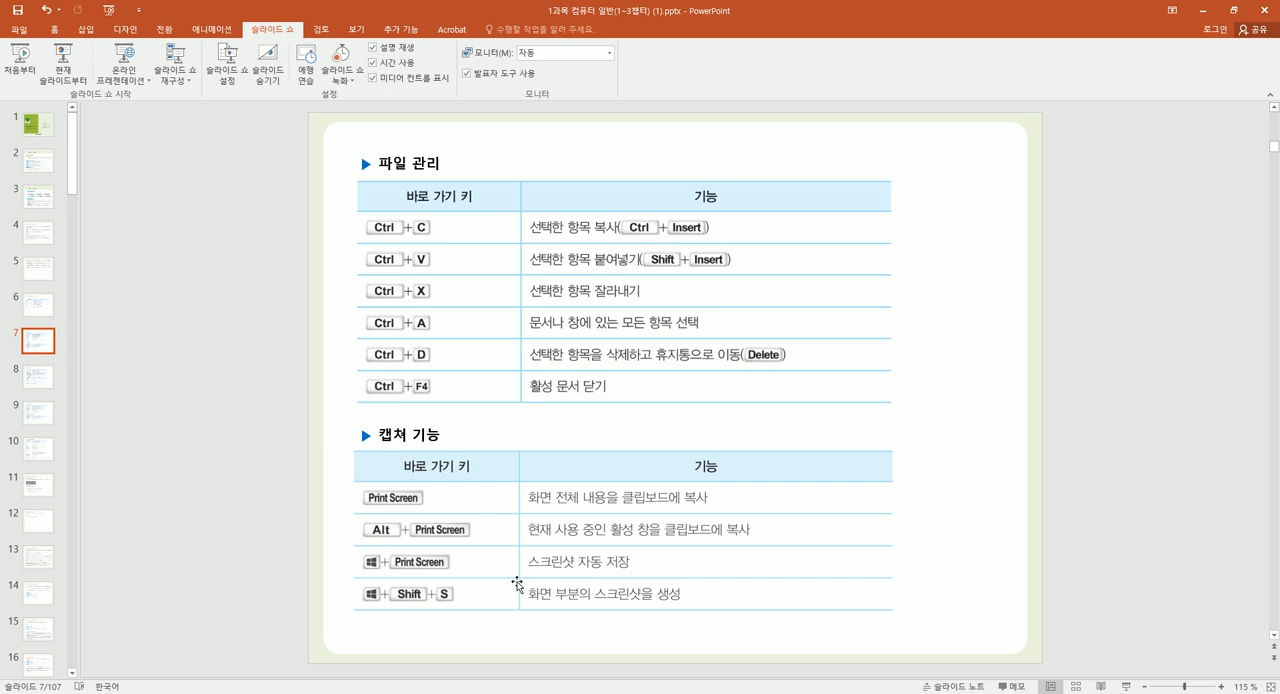 1과목 컴퓨터 일반(1~3챕터) (1).pptx - PowerPoint
파일 홈 삽입 디자인 전환 애니메이션 슬라이드 쇼 검토 보기 추가 기능 Acrobat 수행할 작업을 알려 주세요. 로그인 공유
처음부터
현재 슬라이드부터
온라인 프레젠테이션
슬라이드 쇼 재구성
슬라이드 쇼 설정
슬라이드 숨기기
예행 연습
슬라이드 쇼 녹화
설명 재생
시간 사용
미디어 컨트롤 표시
모니터(M): 자동
발표자 도구 사용
슬라이드 쇼 시작 설정 모니터
1
2
3
4
5
6
7
8
9
10
11
12
13
14
15
16
파일 관리
바로 가기 키 기능
Ctrl+C 선택한 항목 복사(Ctrl+Insert)
Ctrl+V 선택한 항목 붙여넣기(Shift+Insert)
Ctrl+X 선택한 항목 잘라내기
Ctrl+A 문서나 창에 있는 모든 항목 선택
Ctrl+D 선택한 항목을 삭제하고 휴지통으로 이동(Delete)
Ctrl+F4 활성 문서 닫기
캡쳐 기능
바로 가기 키 기능
Print Screen 화면 전체 내용을 클립보드에 복사
Alt+Print Screen 현재 사용 중인 활성 창을 클립보드에 복사
+Print Screen 스크린샷 자동 저장
+Shift+S 화면 부분의 스크린샷을 생성
슬라이드 7/107 한국어 슬라이드 노트 메모 115 %